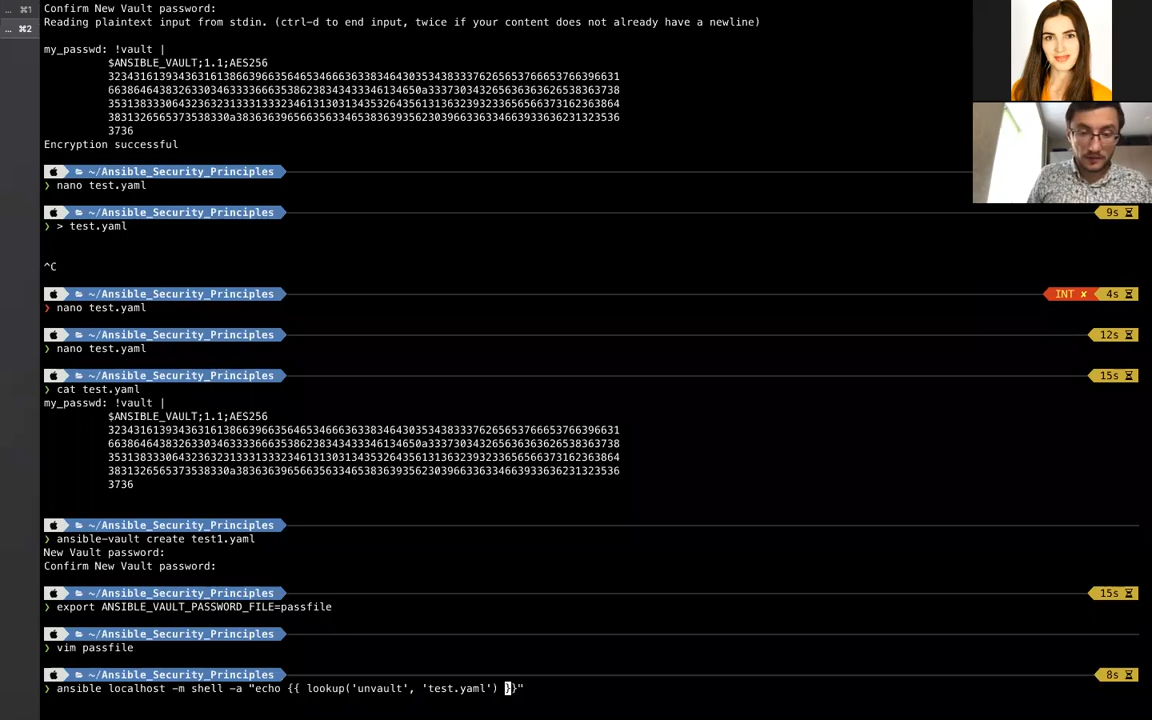 ... ⌘1
... ⌘2
Confirm New Vault password:
Reading plaintext input from stdin. (ctrl-d to end input, twice if your content does not already have a newline)
my_passwd: !vault |
$ANSIBLE_VAULT;1.1;AES256
Encryption successful
~/Ansible_Security_Principles
❯ nano test.yaml
~/Ansible_Security_Principles 9s
❯ > test.yaml
^C
~/Ansible_Security_Principles INT ✘ 4s
❯ nano test.yaml
~/Ansible_Security_Principles 12s
❯ nano test.yaml
~/Ansible_Security_Principles 15s
❯ cat test.yaml
my_passwd: !vault |
$ANSIBLE_VAULT;1.1;AES256
3736
~/Ansible_Security_Principles
❯ ansible-vault create test1.yaml
New Vault password:
Confirm New Vault password:
~/Ansible_Security_Principles 15s
❯ export ANSIBLE_VAULT_PASSWORD_FILE=passfile
~/Ansible_Security_Principles
❯ vim passfile
~/Ansible_Security_Principles 8s
❯ ansible localhost -m shell -a "echo {{ lookup('unvault', 'test.yaml') }}"